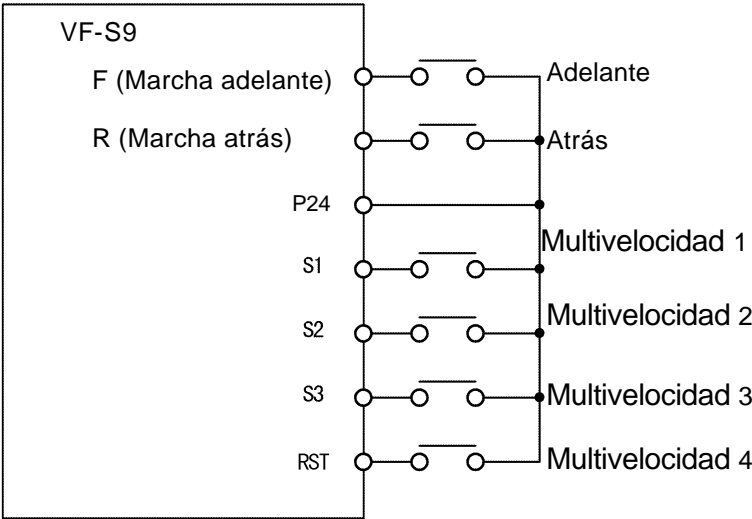 VF-S9
F (Marcha adelante) Adelante
R (Marcha atrás) Atrás
P24
S1 Multivelocidad 1
S2 Multivelocidad 2
S3 Multivelocidad 3
RST Multivelocidad 4